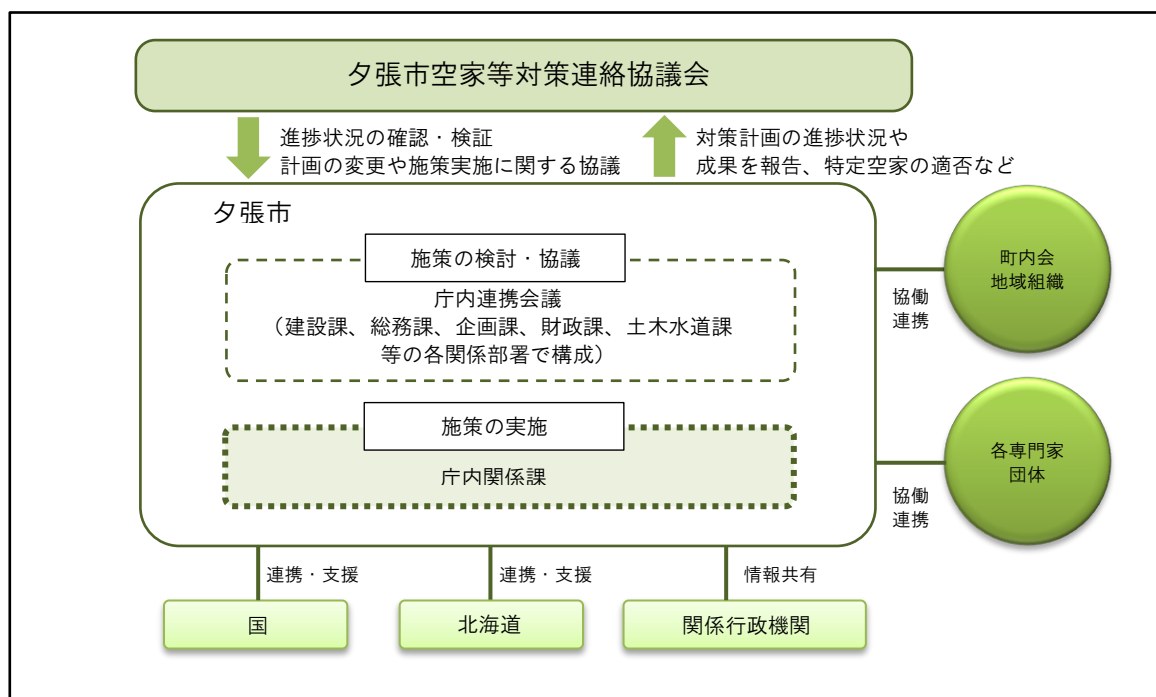 夕張市空家等対策連絡協議会
進捗状況の確認・検証
計画の変更や施策実施に関する協議
対策計画の進捗状況や
成果を報告、特定空家の適否など
夕張市
施策の検討・協議
庁内連携会議
（建設課、総務課、企画課、財政課、土木水道課
等の各関係部署で構成）
町内会
地域組織
協働
連携
施策の実施
庁内関係課
各専門家
団体
協働
連携
連携・支援
連携・支援
情報共有
国
北海道
関係行政機関